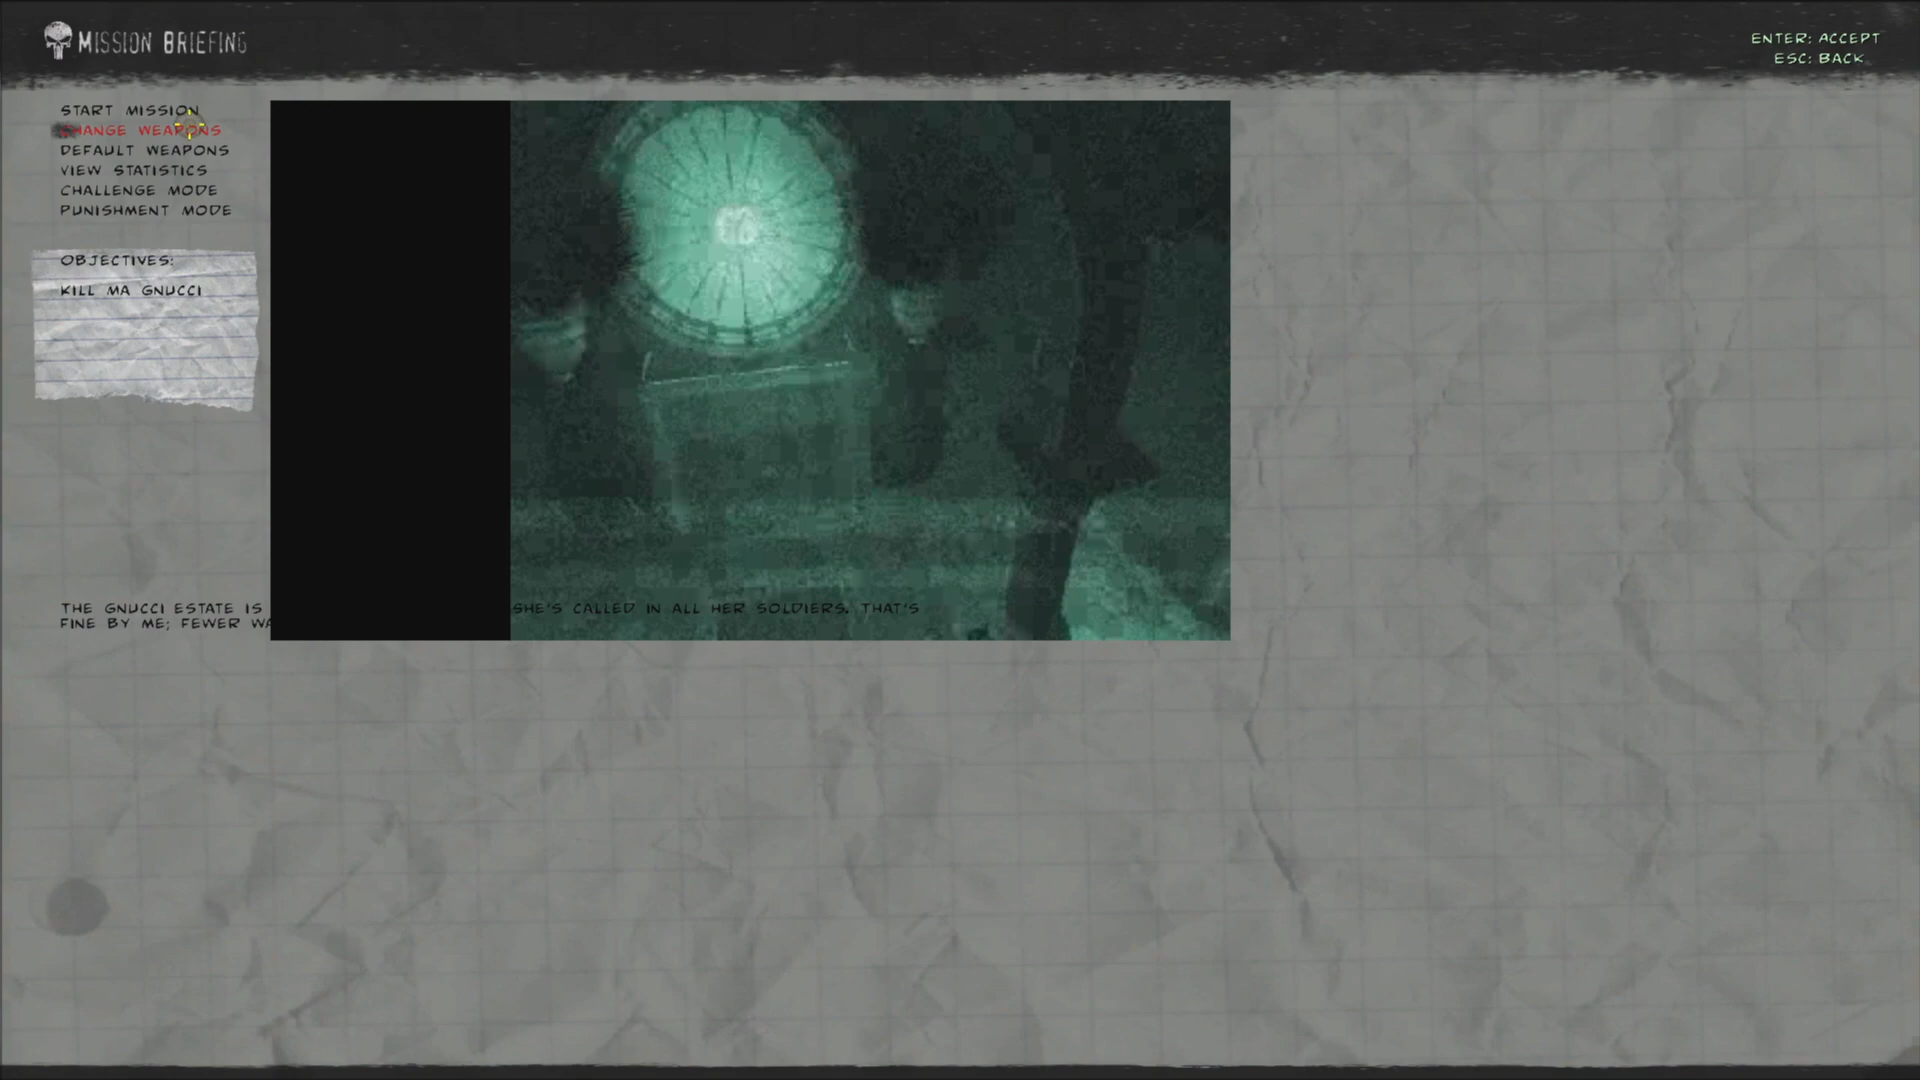 MISSION BRIEFING
ENTER: ACCEPT
ESC: BACK
START MISSION
CHANGE WEAPONS
DEFAULT WEAPONS
VIEW STATISTICS
CHALLENGE MODE
PUNISHMENT MODE
OBJECTIVES:
KILL MA GNUCCI
THE GNUCCI ESTATE IS SHE'S CALLED IN ALL HER SOLDIERS. THAT'S
FINE BY ME; FEWER